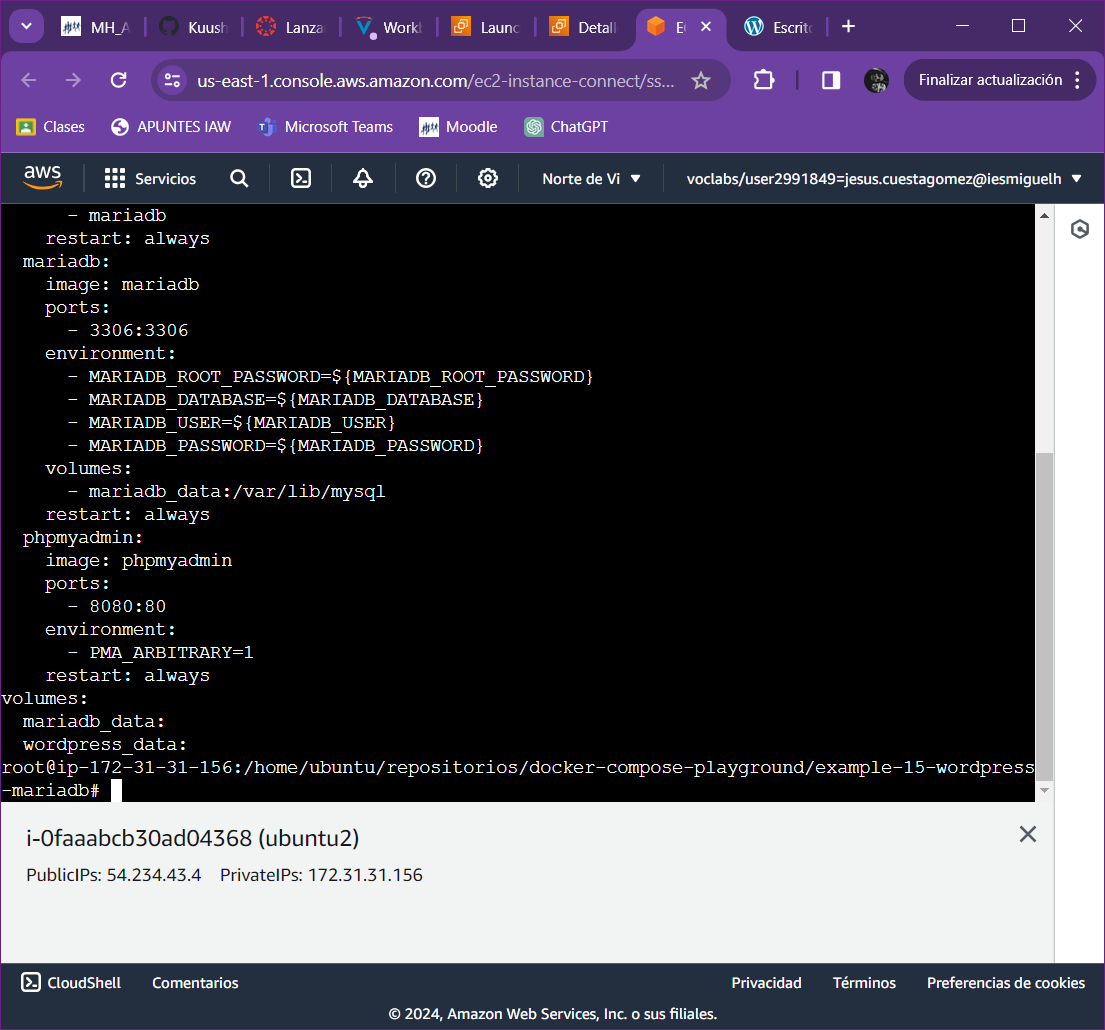 MH_A
Kuush
Lanza
Workb
Launc
Detall
Escrito
us-east-1.console.aws.amazon.com/ec2-instance-connect/ss...
Finalizar actualización
Clases
APUNTES IAW
Microsoft Teams
Moodle
ChatGPT
aws
Servicios
Norte de Vi
voclabs/user2991849=jesus.cuestagomez@iesmiguelh
- mariadb
restart: always
mariadb:
image: mariadb
ports:
- 3306:3306
environment:
- MARIADB_ROOT_PASSWORD=${MARIADB_ROOT_PASSWORD}
- MARIADB_DATABASE=${MARIADB_DATABASE}
- MARIADB_USER=${MARIADB_USER}
- MARIADB_PASSWORD=${MARIADB_PASSWORD}
volumes:
- mariadb_data:/var/lib/mysql
restart: always
phpmyadmin:
image: phpmyadmin
ports:
- 8080:80
environment:
- PMA_ARBITRARY=1
restart: always
volumes:
mariadb_data:
wordpress_data:
root@ip-172-31-31-156:/home/ubuntu/repositorios/docker-compose-playground/example-15-wordpress
-mariadb#
i-0faaabcb30ad04368 (ubuntu2)
PublicIPs: 54.234.43.4 PrivateIPs: 172.31.31.156
CloudShell Comentarios Privacidad Términos Preferencias de cookies
© 2024, Amazon Web Services, Inc. o sus filiales.